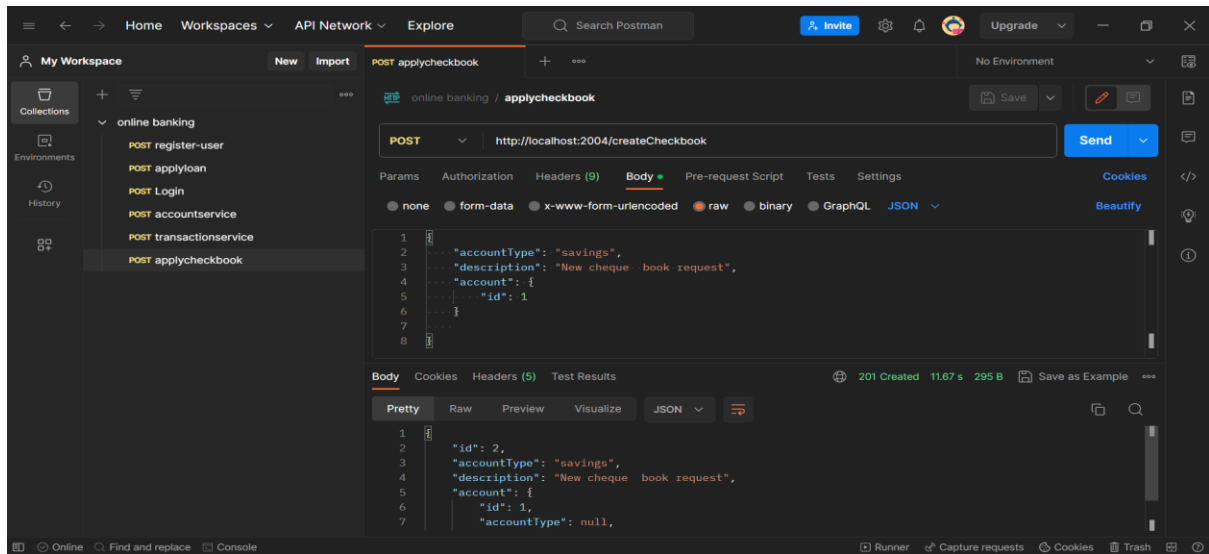 Home Workspaces API Network Explore Search Postman Invite Upgrade
My Workspace New Import POST applycheckbook No Environment
Collections
Environments
History
online banking
POST register-user
POST applyloan
POST Login
POST accountservice
POST transactionservice
POST applycheckbook
HTTP online banking / applycheckbook Save
POST http://localhost:2004/createCheckbook Send
Params Authorization Headers (9) Body Pre-request Script Tests Settings Cookies
none form-data x-www-form-urlencoded raw binary GraphQL JSON Beautify
1 {
2 "accountType": "savings",
3 "description": "New cheque  book request",
4 "account": {
5 "id": 1
6 }
7
8 }
Body Cookies Headers (5) Test Results 201 Created 11.67 s 295 B Save as Example
Pretty Raw Preview Visualize JSON
1 {
2 "id": 2,
3 "accountType": "savings",
4 "description": "New cheque  book request",
5 "account": {
6 "id": 1,
7 "accountType": null,
Online Find and replace Console Runner Capture requests Cookies Trash